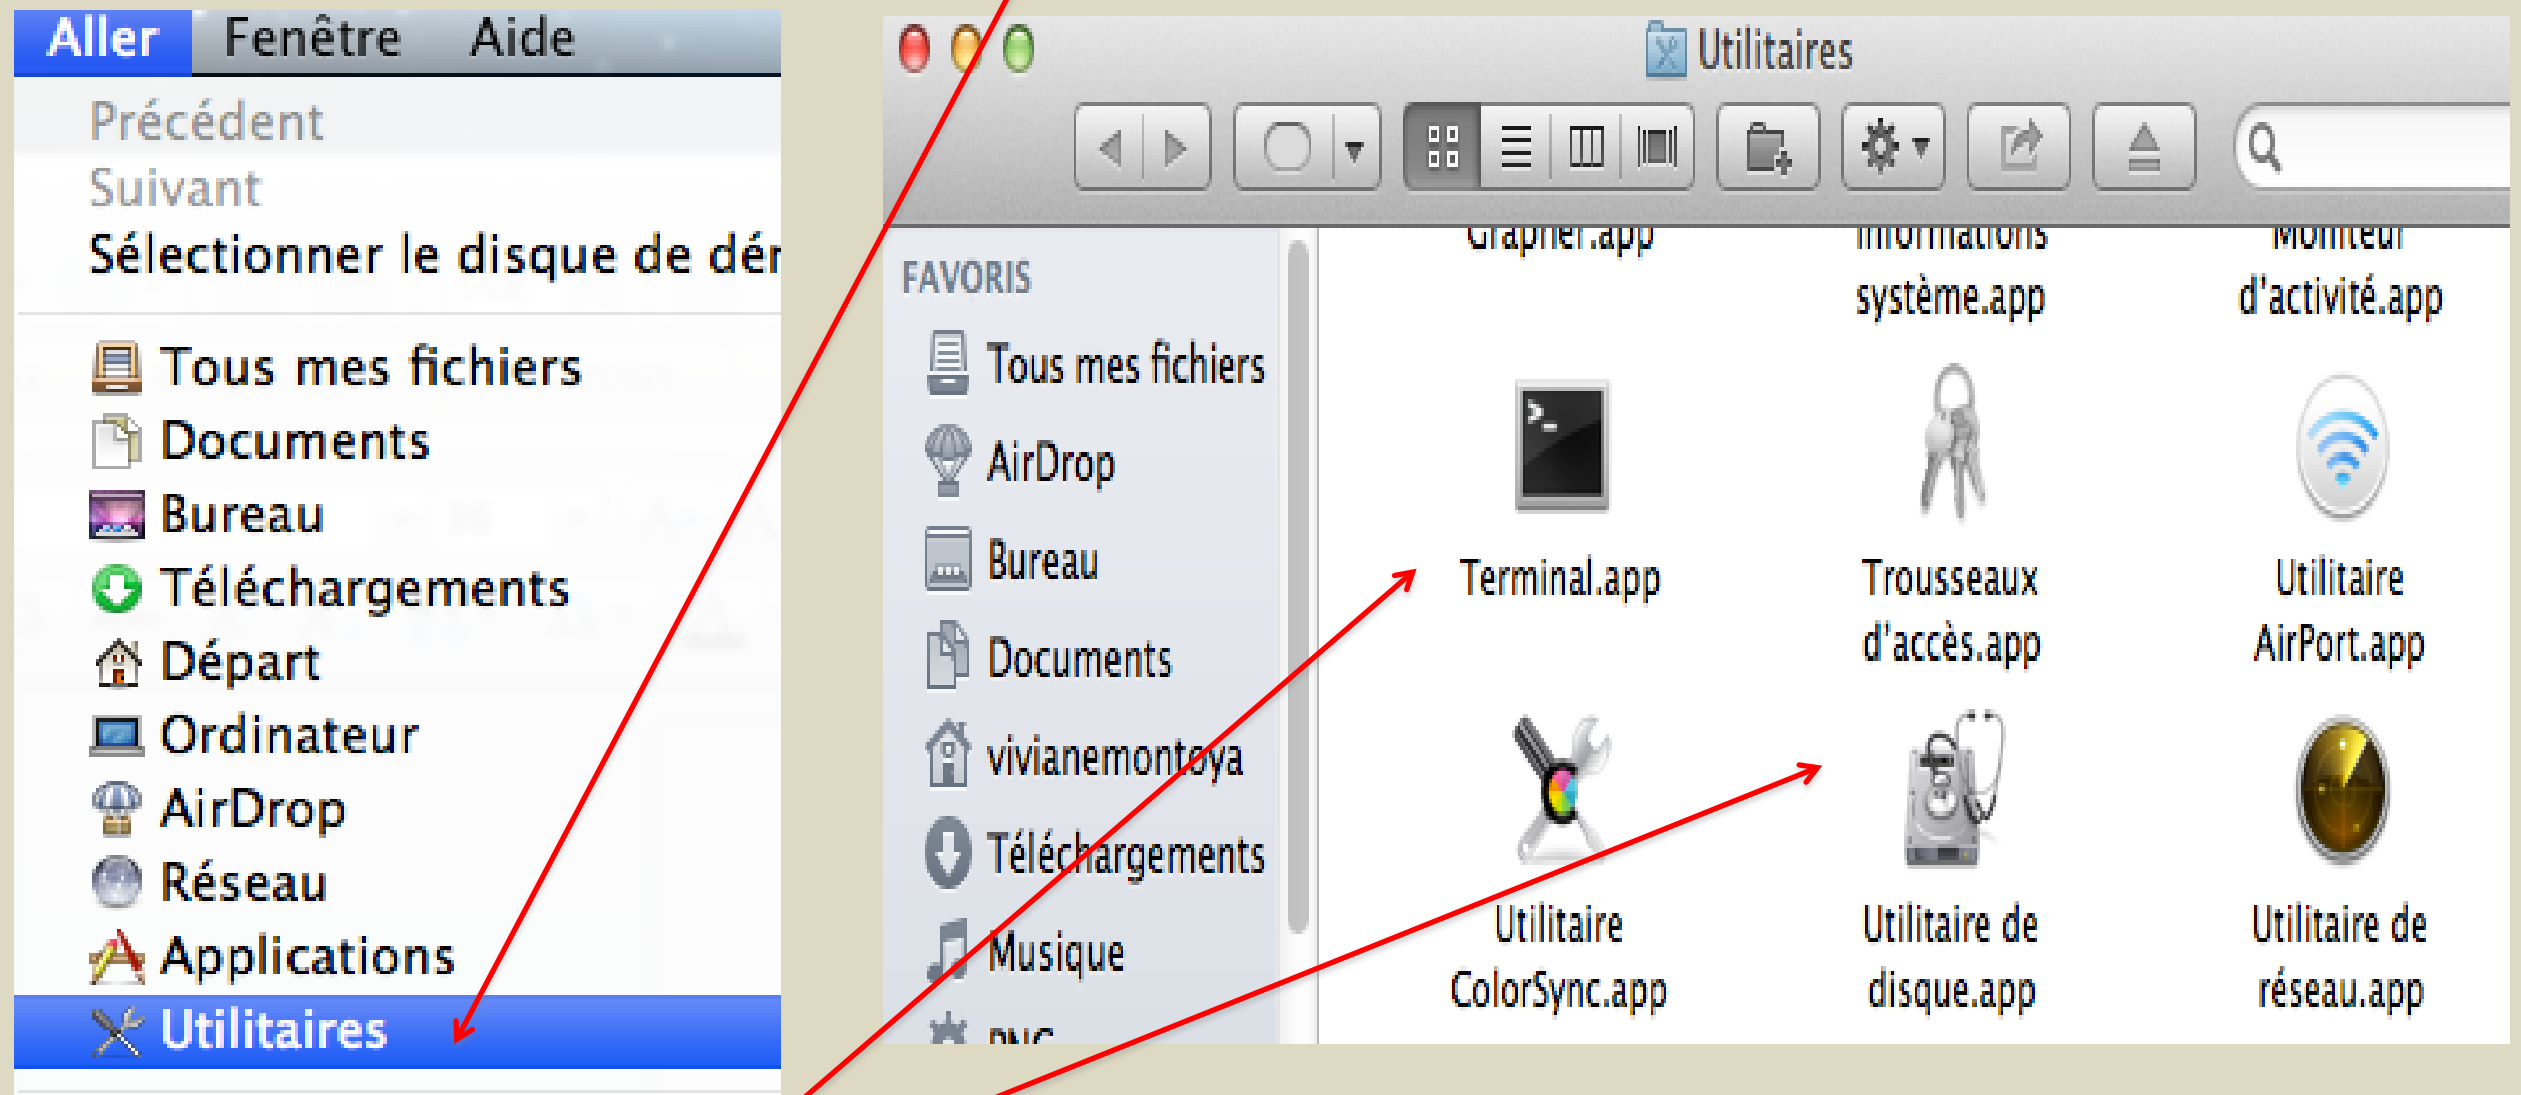 Aller Fenêtre Aide
Précédent
Suivant
Sélectionner le disque de dér
Tous mes fichiers
Documents
Bureau
Téléchargements
Départ
Ordinateur
AirDrop
Réseau
Applications
Utilitaires
Utilitaires
FAVORIS
Tous mes fichiers
AirDrop
Bureau
Documents
vivianemontoya
Téléchargements
Musique
PNG
Grapher.app
Informations
système.app
Moniteur
d'activité.app
Terminal.app
Trousseaux
d'accès.app
Utilitaire
AirPort.app
Utilitaire
ColorSync.app
Utilitaire de
disque.app
Utilitaire de
réseau.app